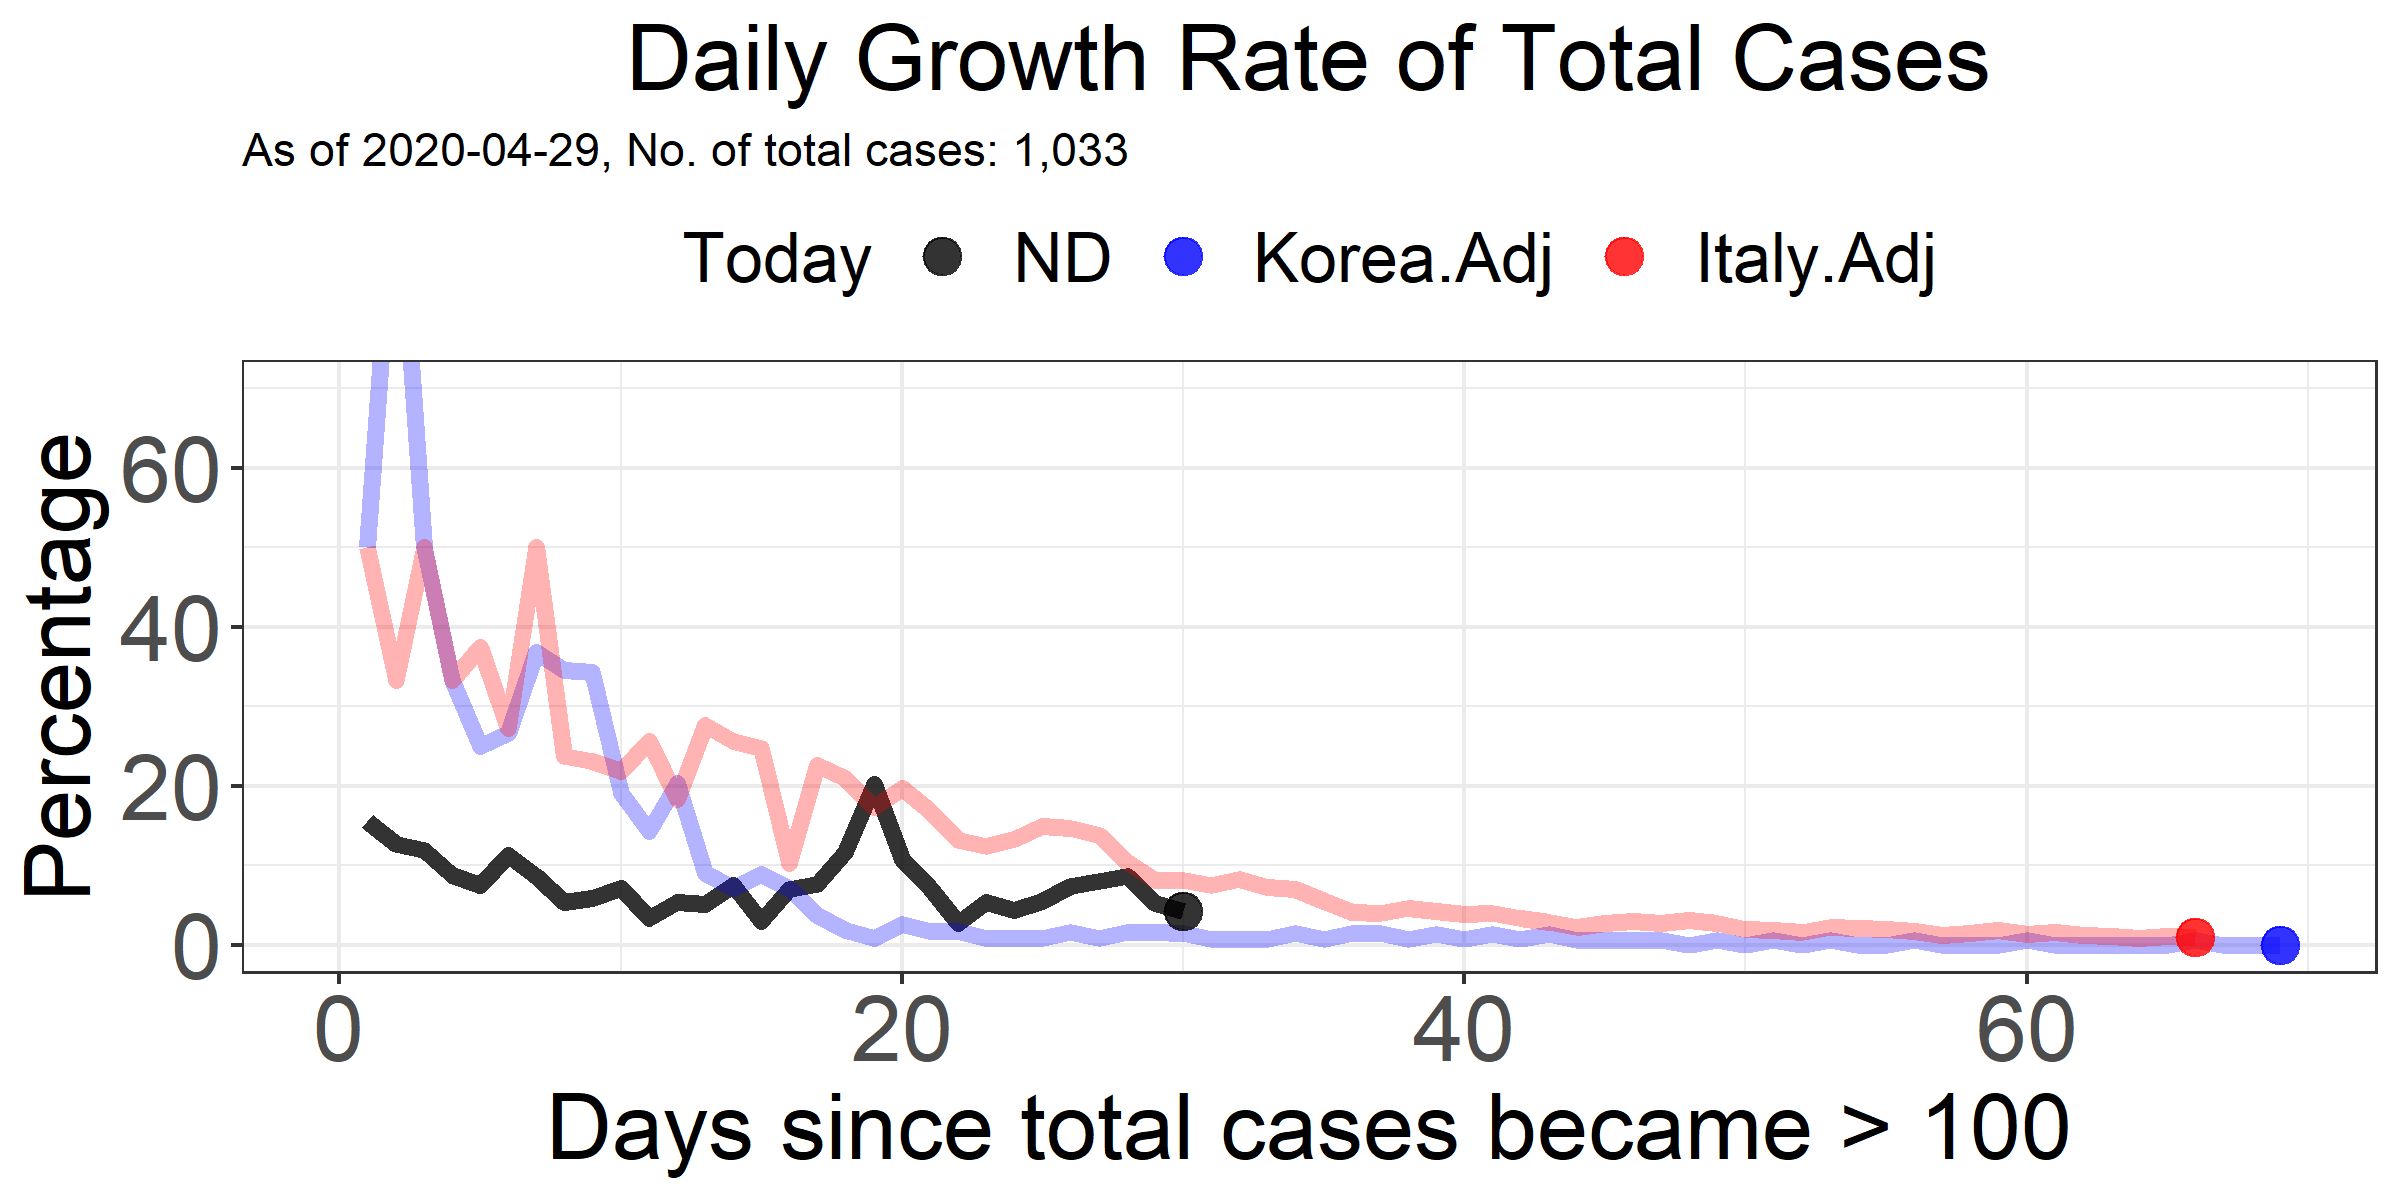 Daily Growth Rate of Total Cases
As of 2020-04-29, No. of total cases: 1,033
Today ND Korea.Adj Italy.Adj
Percentage
60
40
20
0
0 20 40 60
Days since total cases became > 100